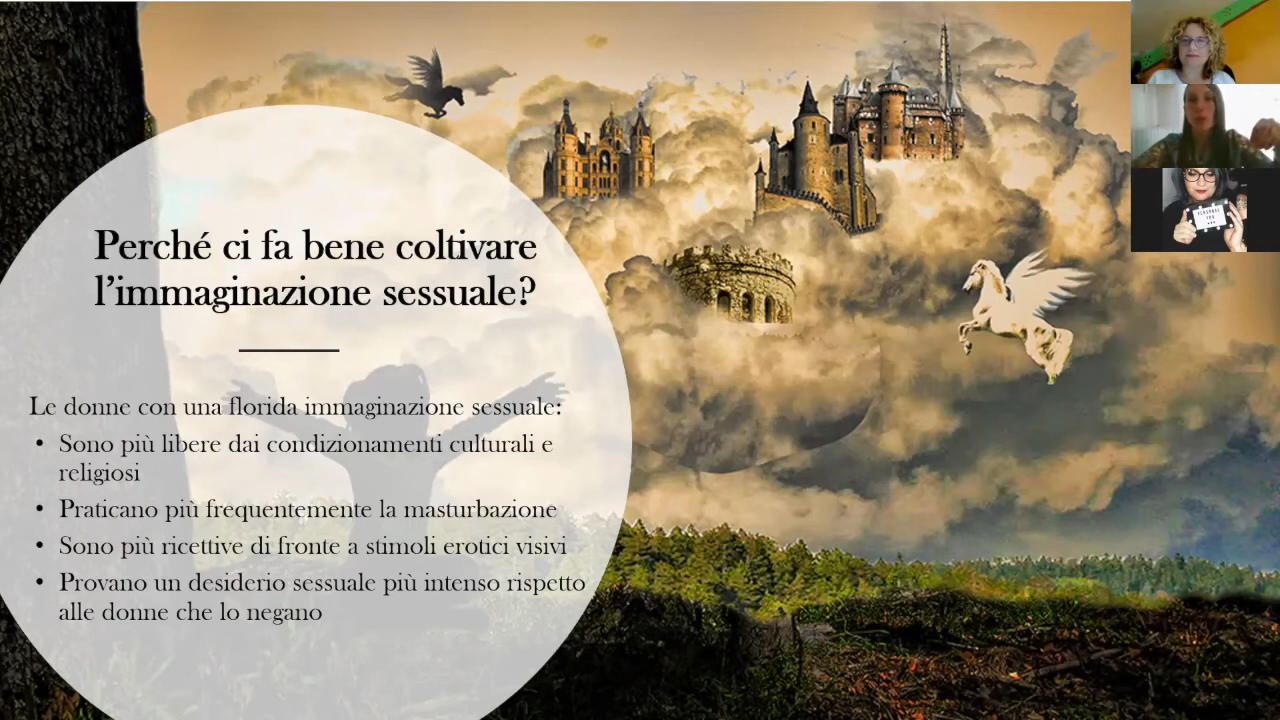 Perché ci fa bene coltivare
l’immaginazione sessuale?
Le donne con una florida immaginazione sessuale:
• Sono più libere dai condizionamenti culturali e
religiosi
• Praticano più frequentemente la masturbazione
• Sono più ricettive di fronte a stimoli erotici visivi
• Provano un desiderio sessuale più intenso rispetto
alle donne che lo negano
PERSONAL